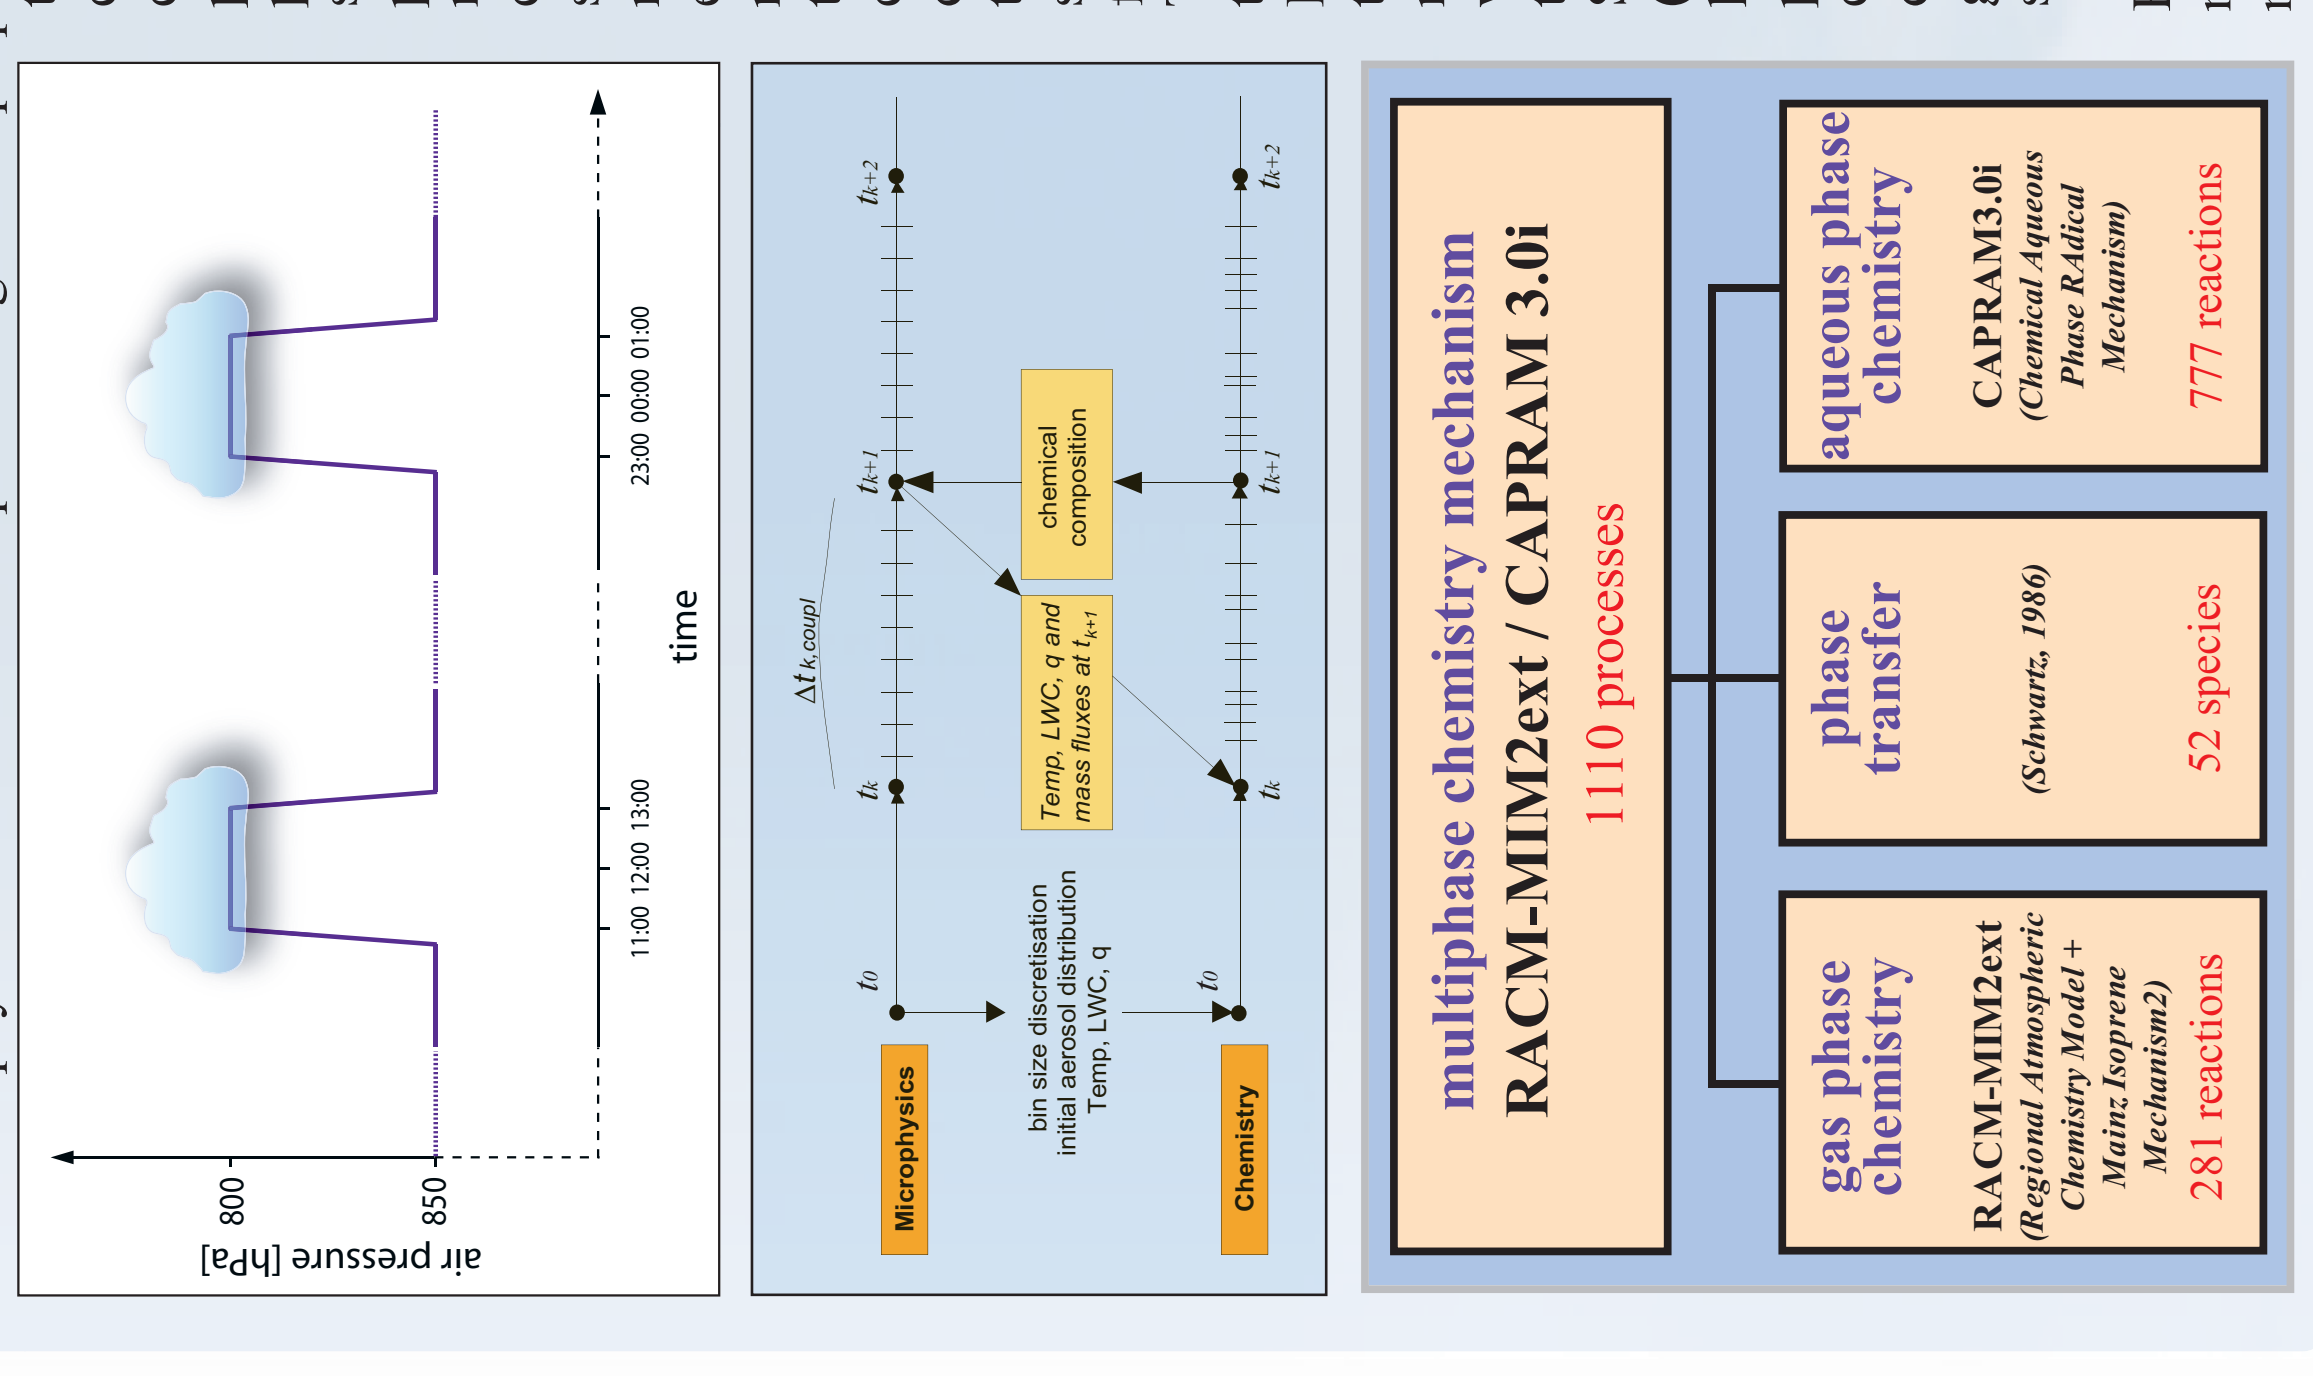 air pressure [hPa]
800
850
11:00 12:00 13:00
23:00 00:00 01:00
time
Δt k,coupl
t0
tk
tk+1
tk+2
Microphysics
bin size discretisation
initial aerosol distribution
Temp, LWC, q
Temp, LWC, q and
mass fluxes at tk+1
chemical
composition
Chemistry
t0
tk
tk+1
tk+2
multiphase chemistry mechanism
RACM-MIM2ext / CAPRAM 3.0i
1110 processes
gas phase
chemistry
RACM-MIM2ext
(Regional Atmospheric
Chemistry Model +
Mainz Isoprene
Mechanism2)
281 reactions
phase
transfer
(Schwartz, 1986)
52 species
aqueous phase
chemistry
CAPRAM3.0i
(Chemical Aqueous
Phase RAdical
Mechanism)
777 reactions